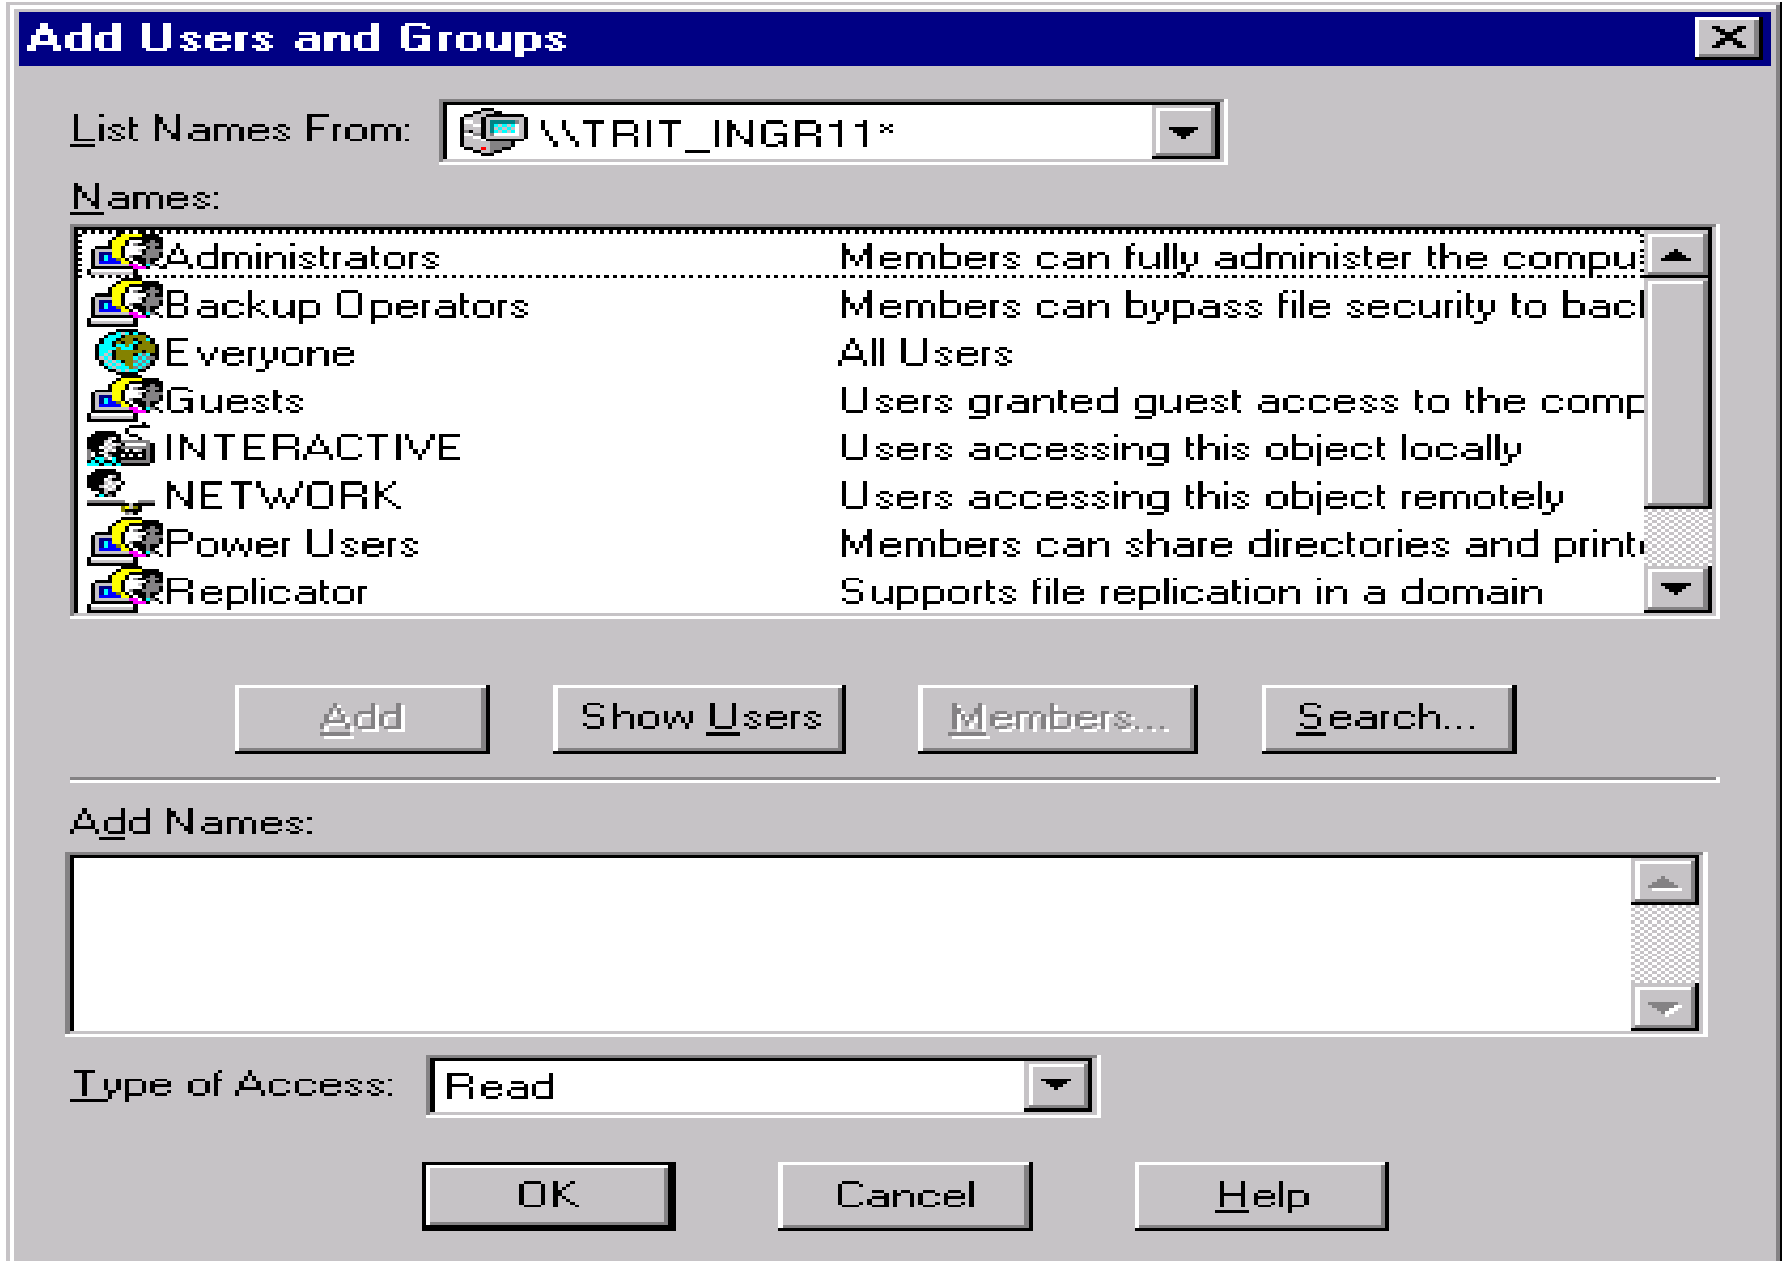 Add Users and Groups
List Names From: \\TRIT_INGR11*
Names:
Administrators Members can fully administer the compu
Backup Operators Members can bypass file security to bac
Everyone All Users
Guests Users granted guest access to the comp
INTERACTIVE Users accessing this object locally
NETWORK Users accessing this object remotely
Power Users Members can share directories and print
Replicator Supports file replication in a domain
Add Show Users Members... Search...
Add Names:
Type of Access: Read
OK Cancel Help